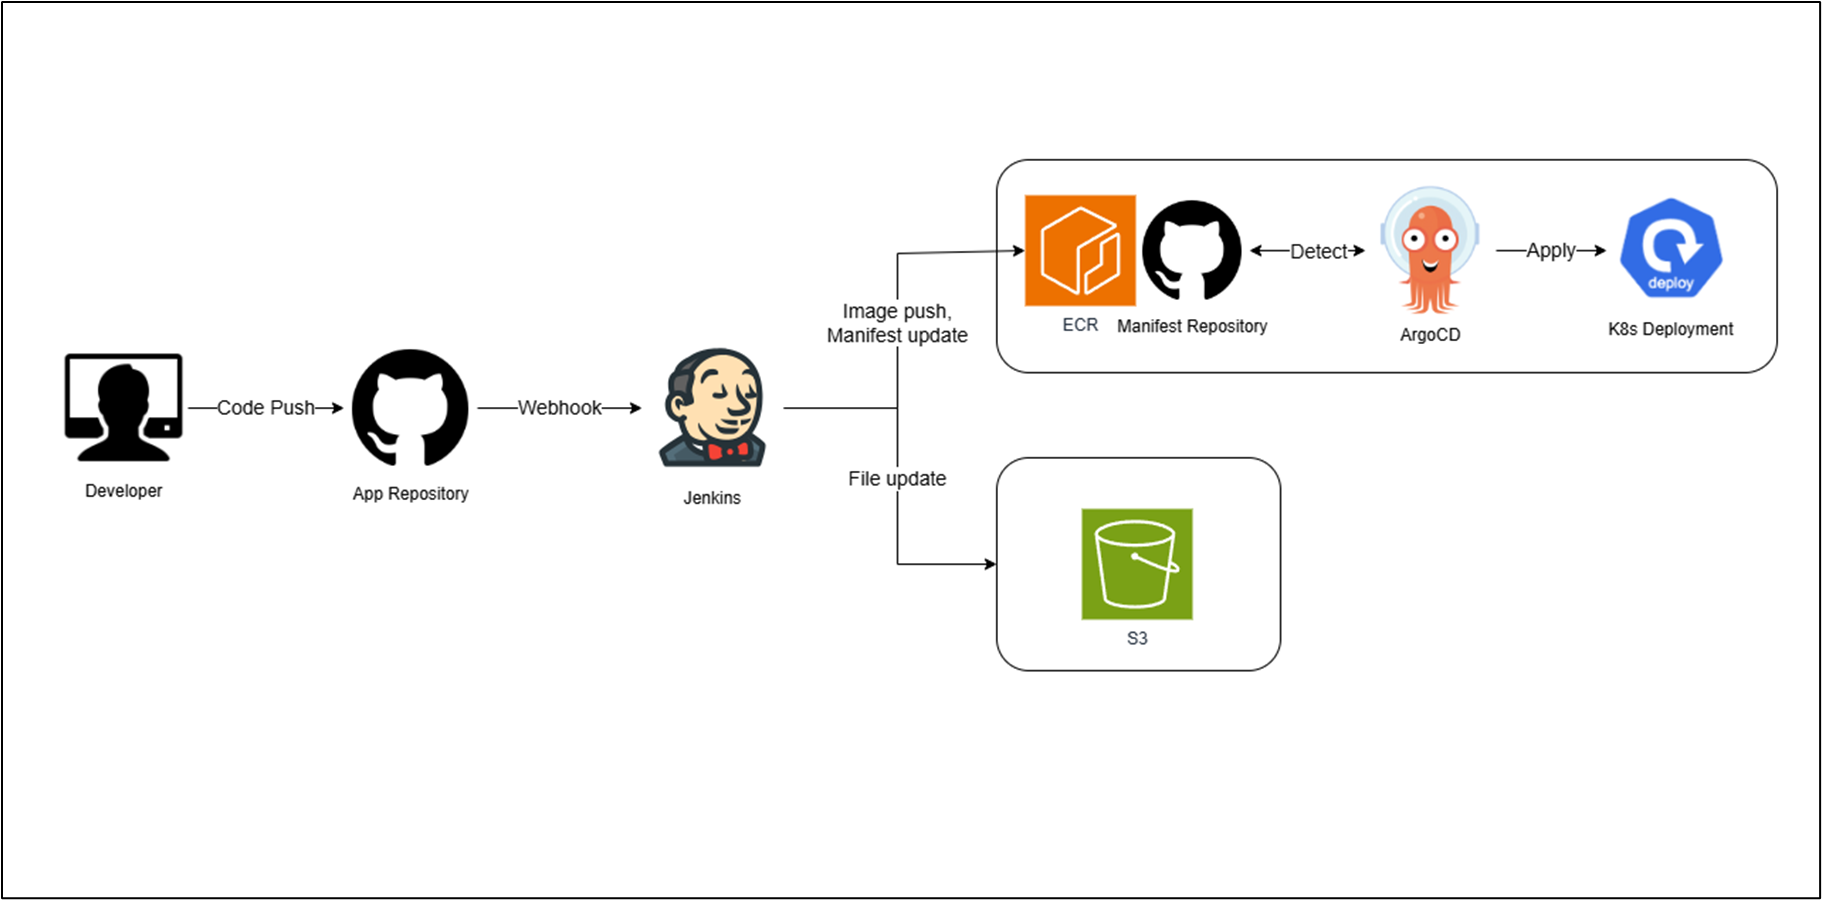 Developer
Code Push
App Repository
Webhook
Jenkins
Image push,
Manifest update
File update
ECR
Manifest Repository
Detect
ArgoCD
Apply
deploy
K8s Deployment
S3